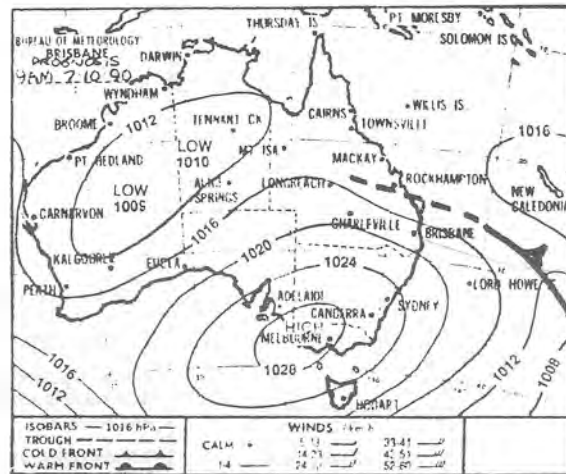 THURSDAY IS
PT MORESBY
SOLOMON IS
BUREAU OF METEOROLOGY
BRISBANE
PROGNOSIS
9AM 7.10.90
DARWIN
WYNDHAM
BROOME
1012
TENNANT CK
LOW
1010
MT ISA
CAIRNS
WILLIS IS.
TOWNSVILLE
1016
PT HEDLAND
LOW
1005
ALICE
SPRINGS
MACKAY
LONGREACH
ROCKHAMPTON
NEW
CALEDONIA
CARNARVON
1016
CHARLEVILLE
BRISBANE
KALGOORLIE
EUCLA
1020
1024
PERTH
ADELAIDE
LORD HOWE
CANBERRA
SYDNEY
HIGH
MELBOURNE
1028
1016
1012
1012
1008
HOBART
ISOBARS 1016 hPa
TROUGH
COLD FRONT
WARM FRONT
WINDS
CALM
1-4